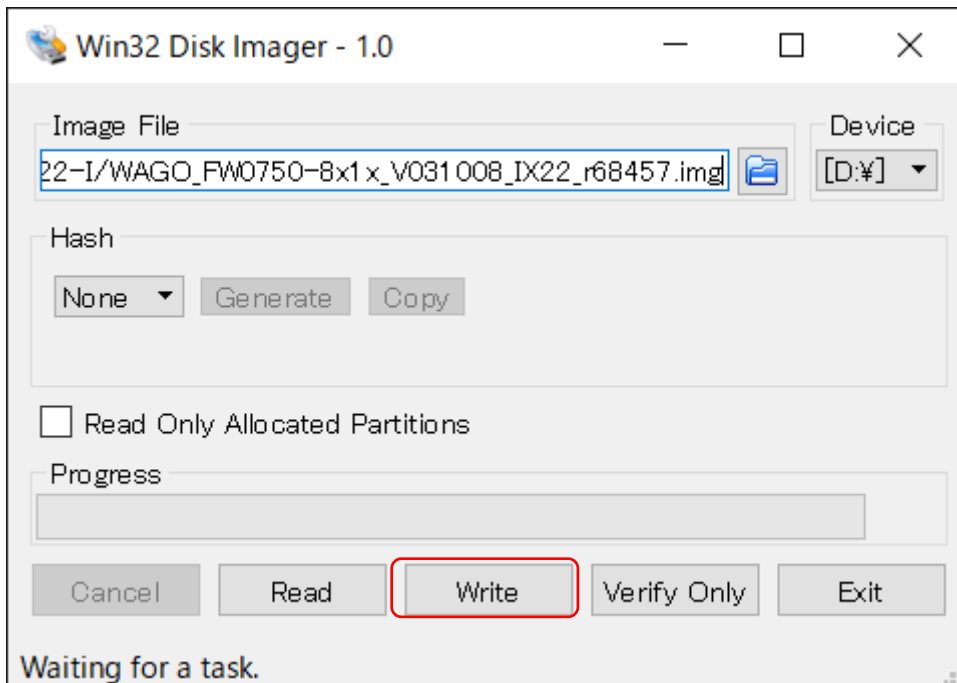 Win32 Disk Imager - 1.0
Image File
Device
22-I/WAGO_FW0750-8x1x_V031008_IX22_r68457.img
[D:¥]
Hash
None
Generate
Copy
Read Only Allocated Partitions
Progress
Cancel
Read
Write
Verify Only
Exit
Waiting for a task.